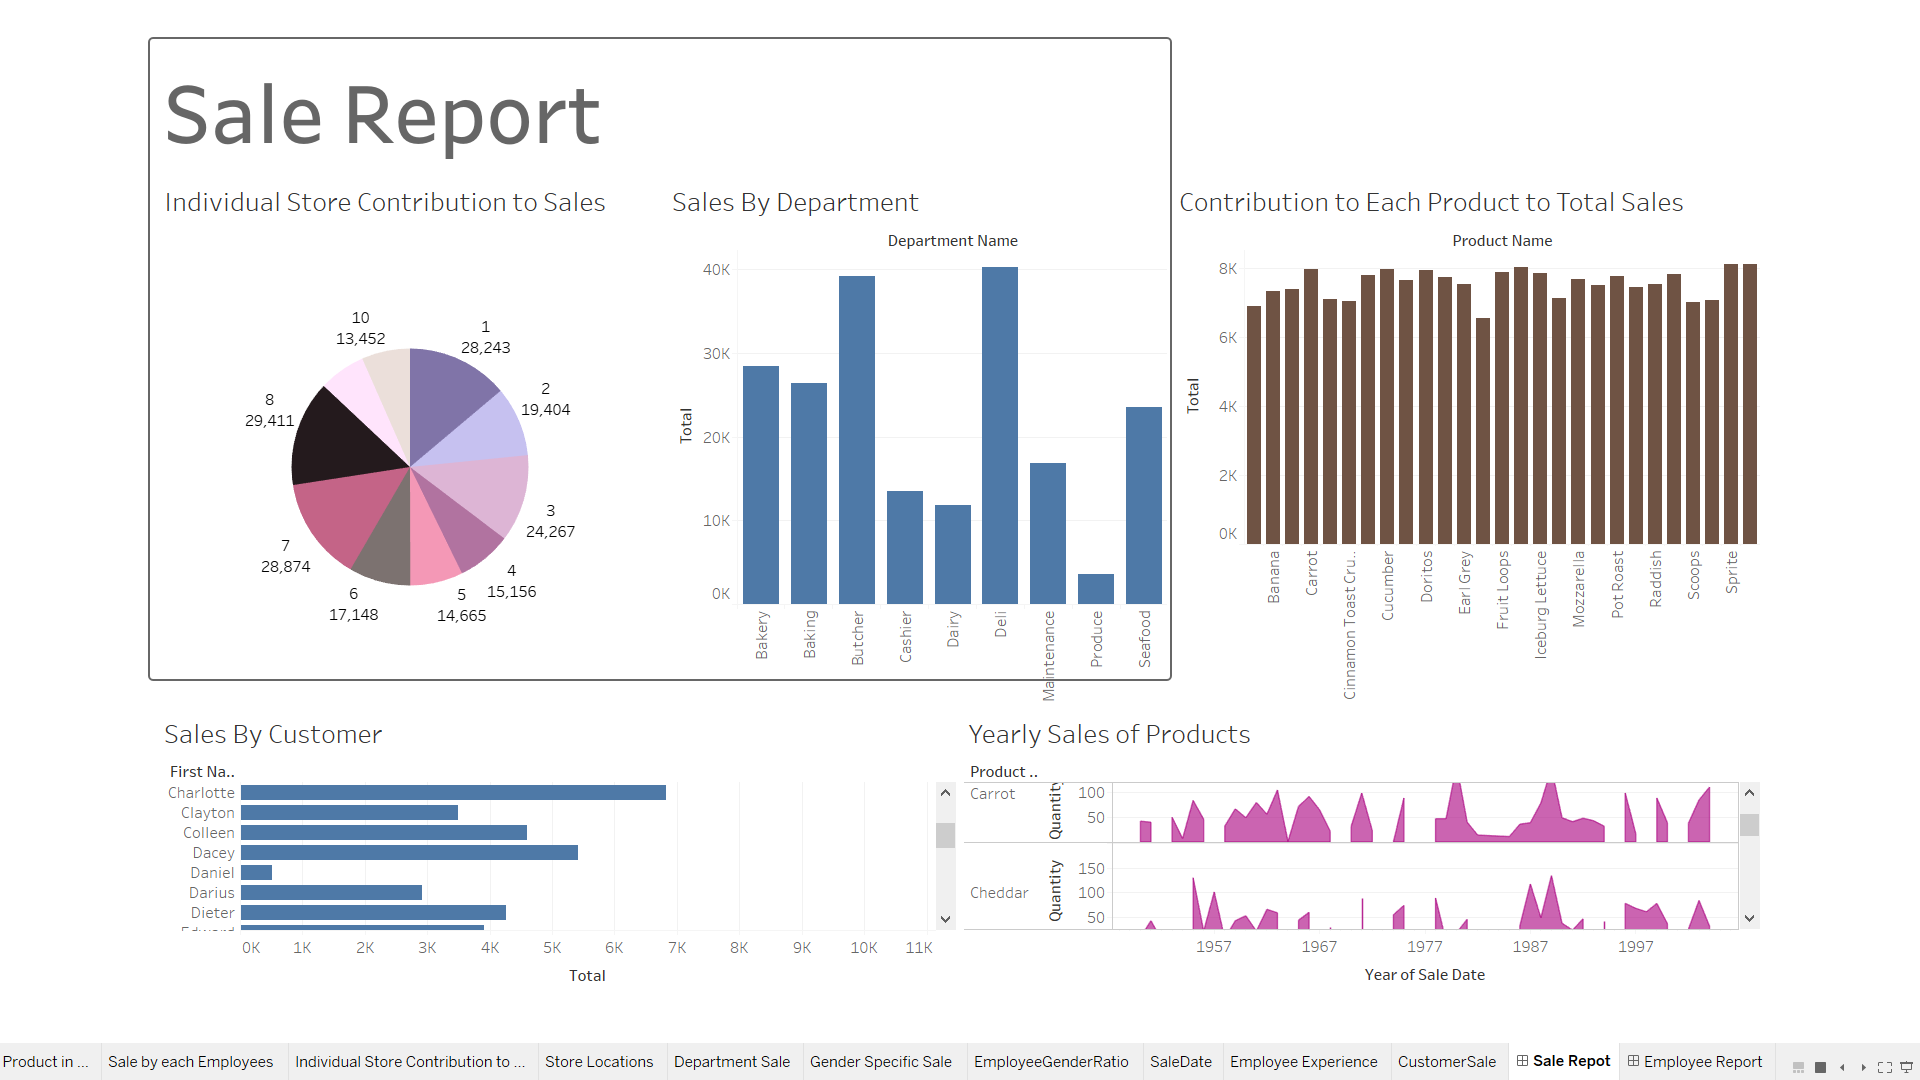 Sale Report
Individual Store Contribution to Sales
10
13,452
1
28,243
2
19,404
8
29,411
3
24,267
7
28,874
4
15,156
6
17,148
5
14,665
Sales By Department
Department Name
Total
40K
30K
20K
10K
0K
Bakery
Baking
Butcher
Cashier
Dairy
Deli
Maintenance
Produce
Seafood
Contribution to Each Product to Total Sales
Product Name
Total
8K
6K
4K
2K
0K
Banana
Carrot
Cinnamon Toast Cru..
Cucumber
Doritos
Earl Grey
Fruit Loops
Iceburg Lettuce
Mozzarella
Pot Roast
Raddish
Scoops
Sprite
Sales By Customer
First Na..
Charlotte
Clayton
Colleen
Dacey
Daniel
Darius
Dieter
Edward
0K 1K 2K 3K 4K 5K 6K 7K 8K 9K 10K 11K
Total
Yearly Sales of Products
Product ..
Carrot
Quantity
100
50
Cheddar
Quantity
150
100
50
1957 1967 1977 1987 1997
Year of Sale Date
Product in ... Sale by each Employees Individual Store Contribution to ... Store Locations Department Sale Gender Specific Sale EmployeeGenderRatio SaleDate Employee Experience CustomerSale Sale Repot Employee Report